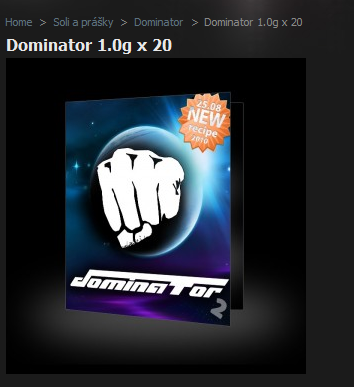 Home > Soli a prášky > Dominator > Dominator 1.0g x 20
Dominator 1.0g x 20
25.08
NEW
recipe
2010
dominator
2